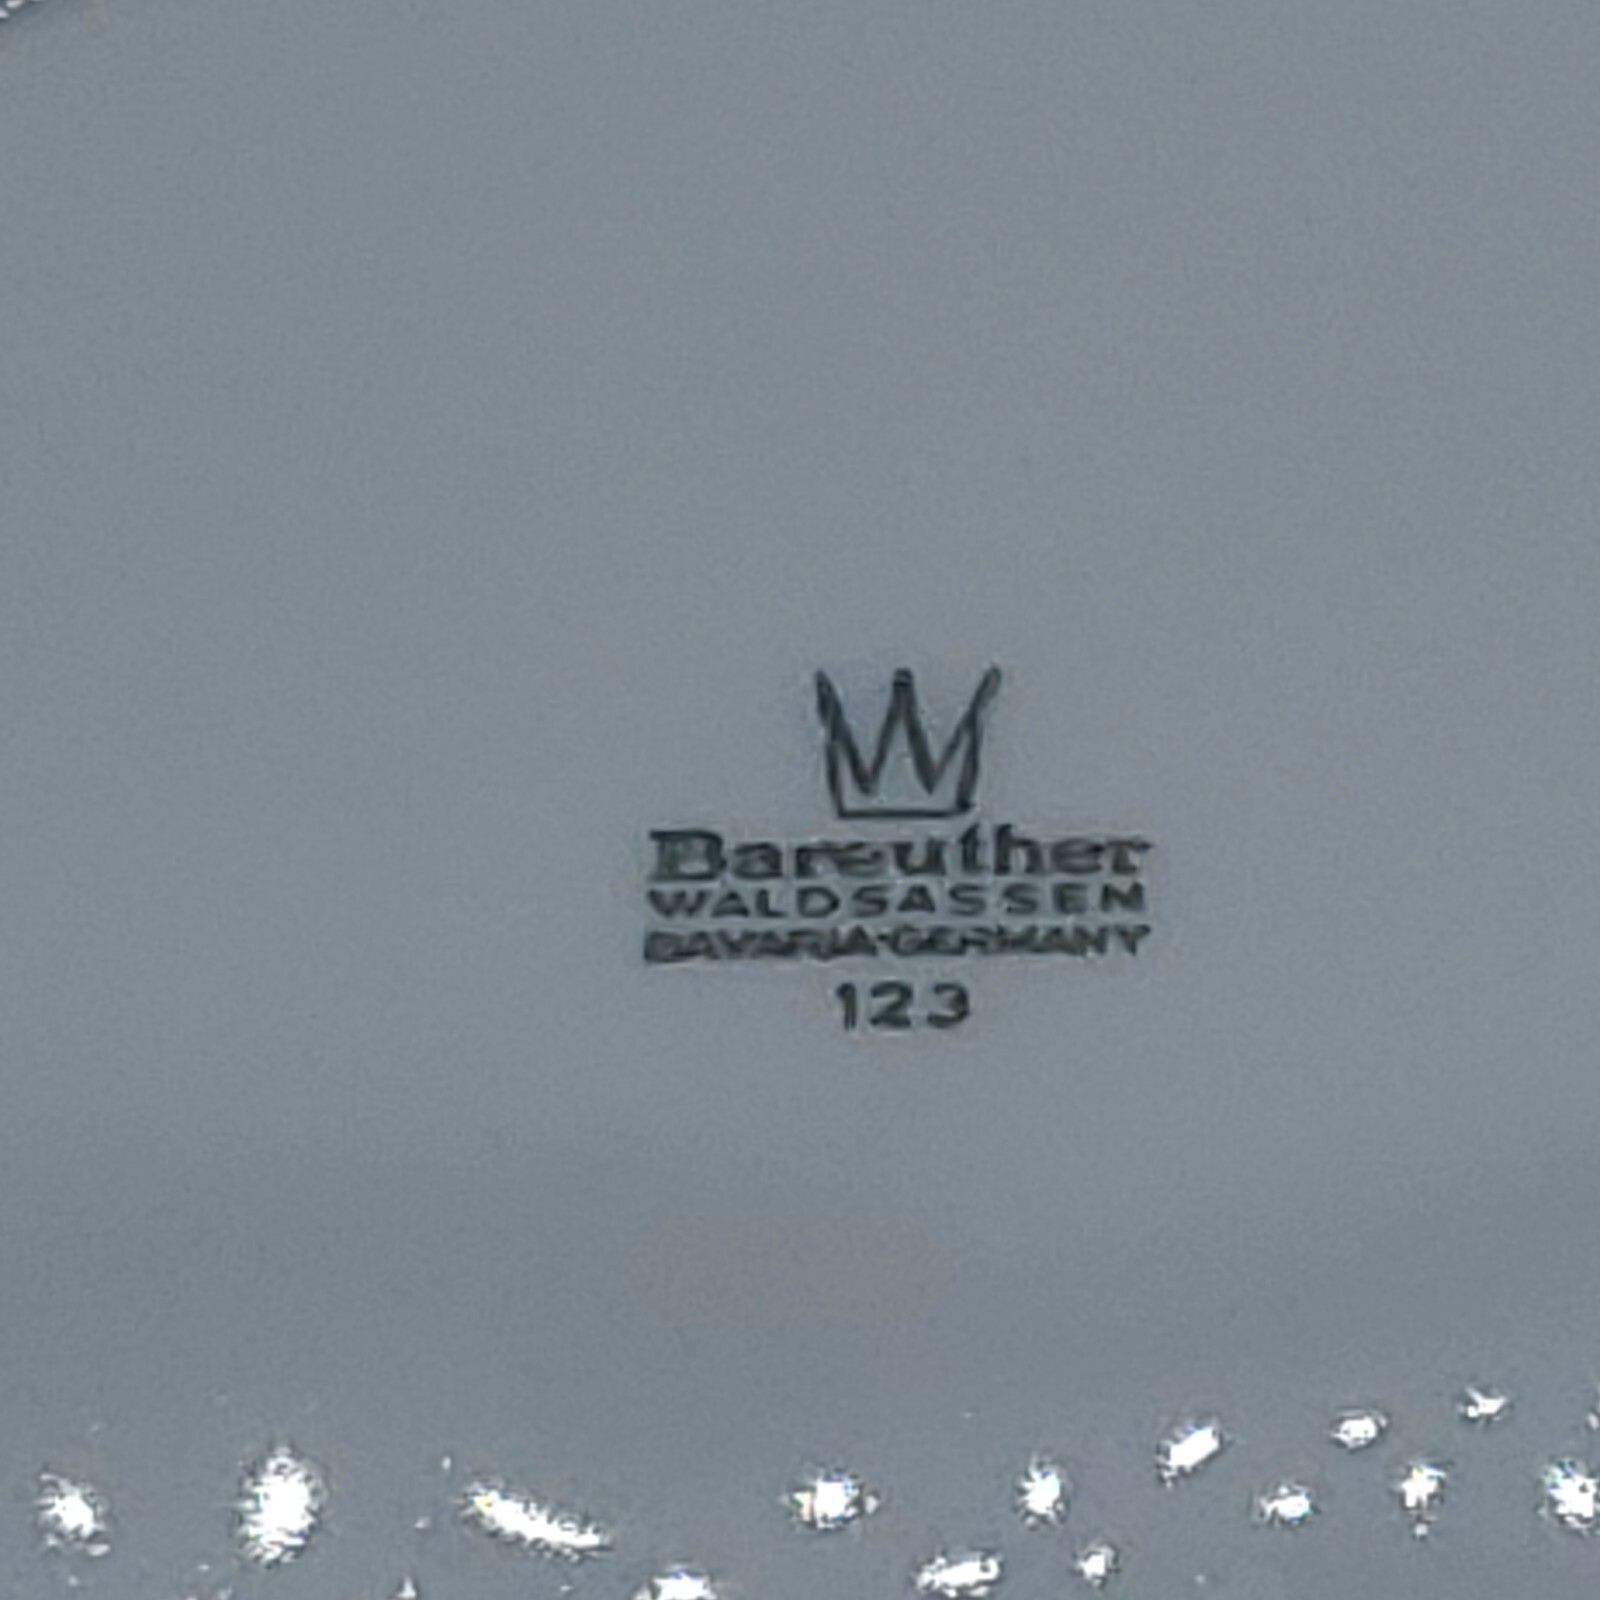 Bareuther
WALDSASSEN
BAVARIA·GERMANY
123